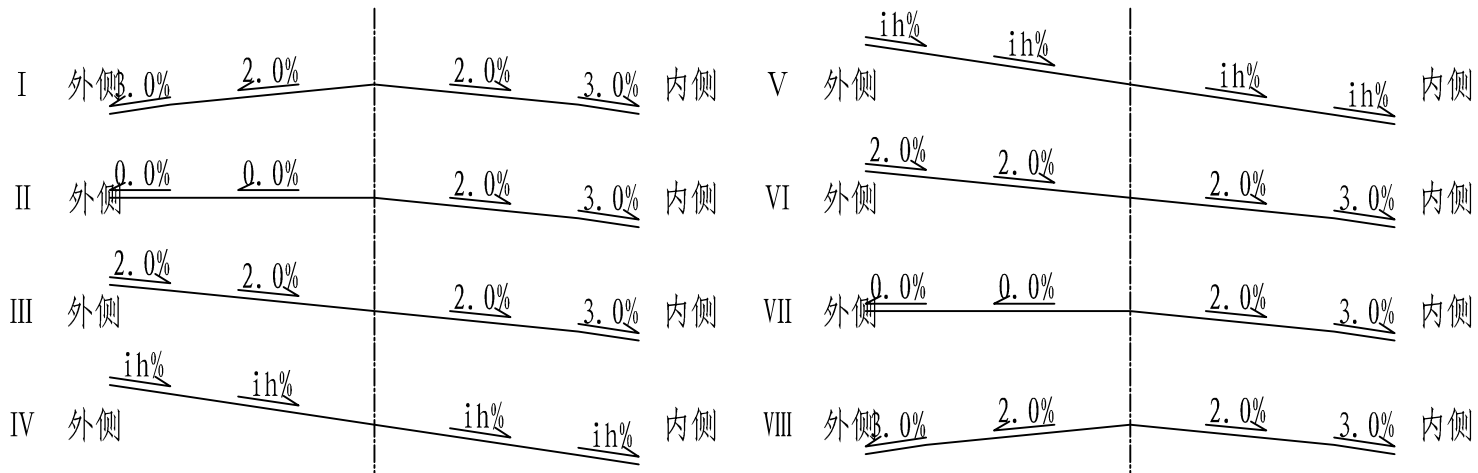 I 外侧 3.0% 2.0% 2.0% 3.0% 内侧
II 外侧 0.0% 0.0% 2.0% 3.0% 内侧
III 外侧 2.0% 2.0% 2.0% 3.0% 内侧
IV 外侧 ih% ih% ih% ih% 内侧
V 外侧 ih% ih% ih% ih% 内侧
VI 外侧 2.0% 2.0% 2.0% 3.0% 内侧
VII 外侧 0.0% 0.0% 2.0% 3.0% 内侧
VIII 外侧 3.0% 2.0% 2.0% 3.0% 内侧